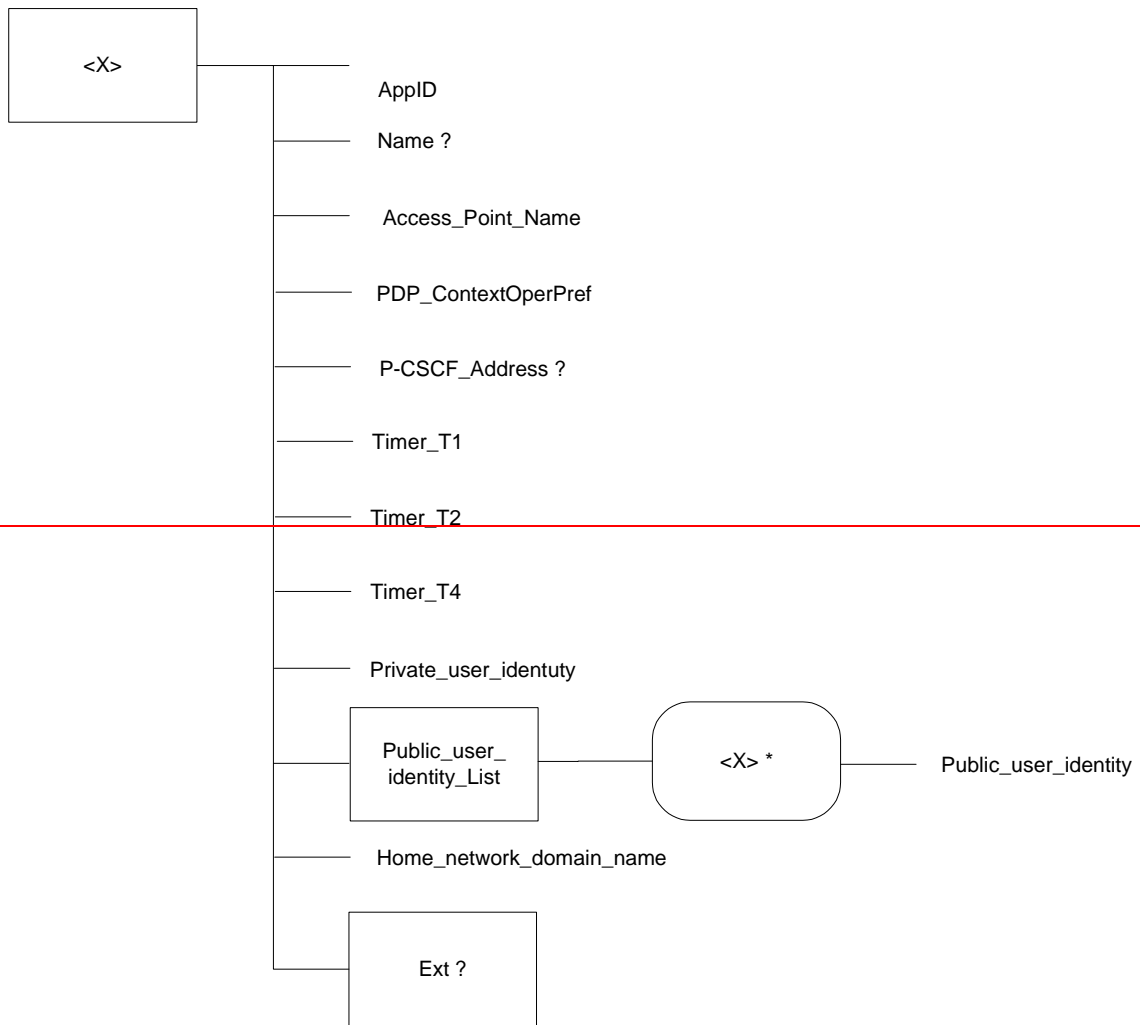 <X>
AppID
Name ?
Access_Point_Name
PDP_ContextOperPref
P-CSCF_Address ?
Timer_T1
Timer_T2
Timer_T4
Private_user_identuty
Public_user_
identity_List
<X> *
Public_user_identity
Home_network_domain_name
Ext ?